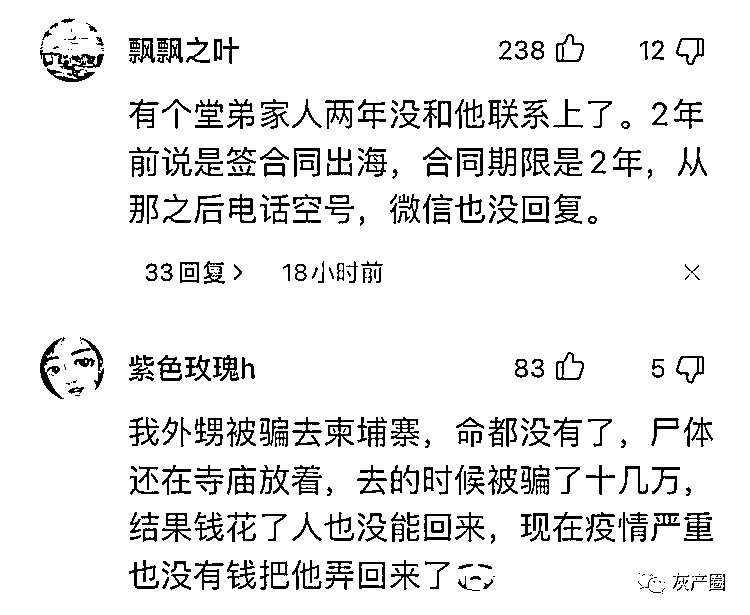 飘飘之叶 238 12
有个堂弟家人两年没和他联系上了。2年
前说是签合同出海，合同期限是2年，从
那之后电话空号，微信也没回复。
33回复 > 18小时前
紫色玫瑰h 83 5
我外甥被骗去柬埔寨，命都没有了，尸体
还在寺庙放着，去的时候被骗了十几万，
结果钱花了人也没能回来，现在疫情严重
也没有钱把他弄回来了
灰产圈